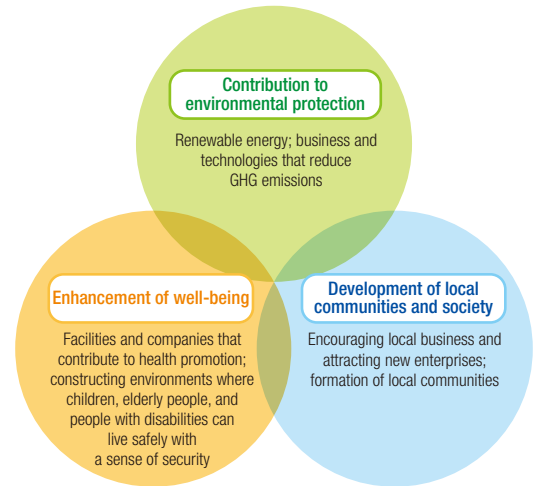 Contribution to
environmental protection
Renewable energy; business and
technologies that reduce
GHG emissions
Enhancement of well-being
Facilities and companies that
contribute to health promotion;
constructing environments where
children, elderly people, and
people with disabilities can
live safely with
a sense of security
Development of local
communities and society
Encouraging local business and
attracting new enterprises;
formation of local communities